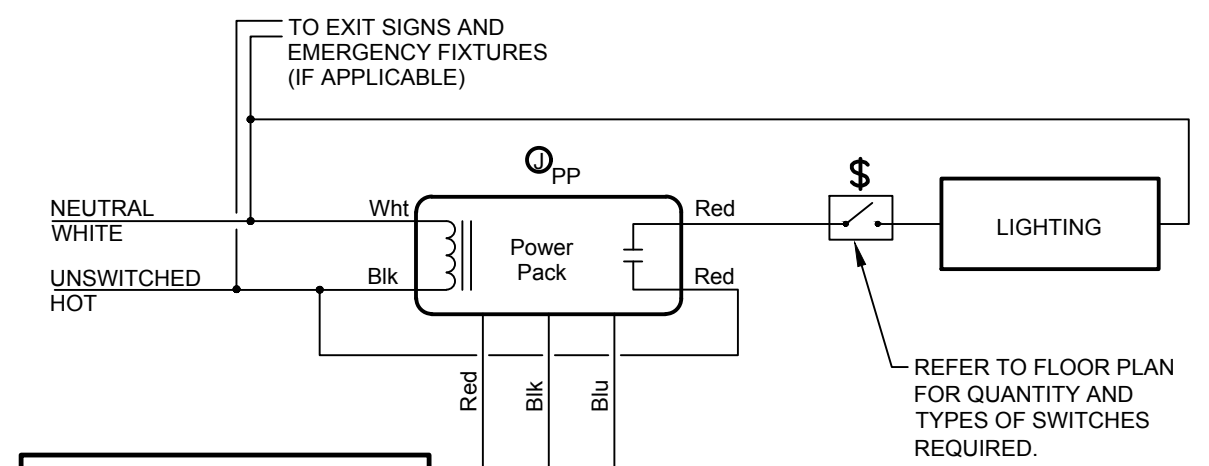 TO EXIT SIGNS AND
EMERGENCY FIXTURES
(IF APPLICABLE)
J
PP
$
NEUTRAL
WHITE
Wht
Red
Power
Pack
LIGHTING
UNSWITCHED
HOT
Blk
Red
Red
Blk
Blu
REFER TO FLOOR PLAN
FOR QUANTITY AND
TYPES OF SWITCHES
REQUIRED.